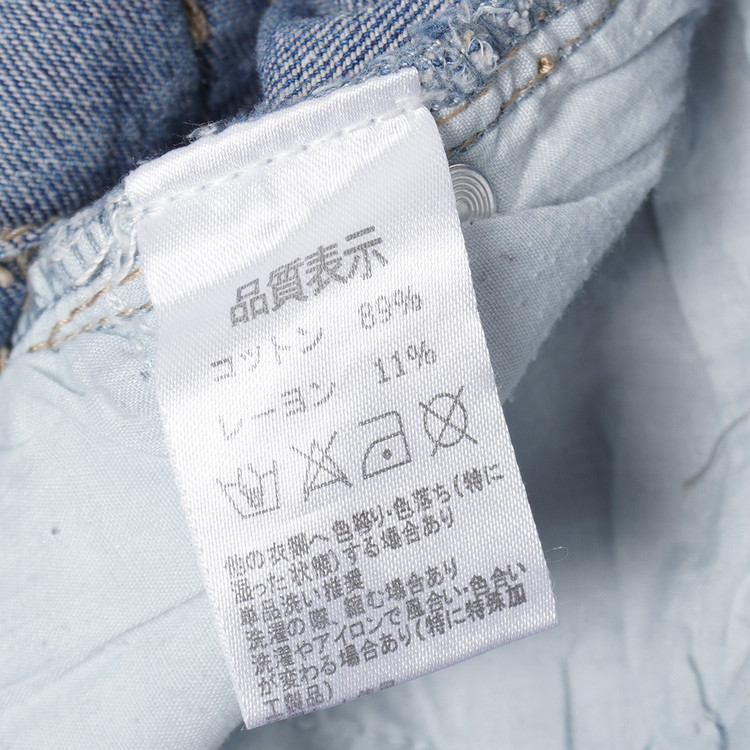 品質表示
コットン 89%
レーヨン 11%
他の衣類へ色移り・色落ち(特に
湿った状態)する場合あり
単品洗い推奨
洗濯の際、縮む場合あり
洗濯やアイロンで風合い・色合い
が変わる場合あり(特に特殊加
工製品)